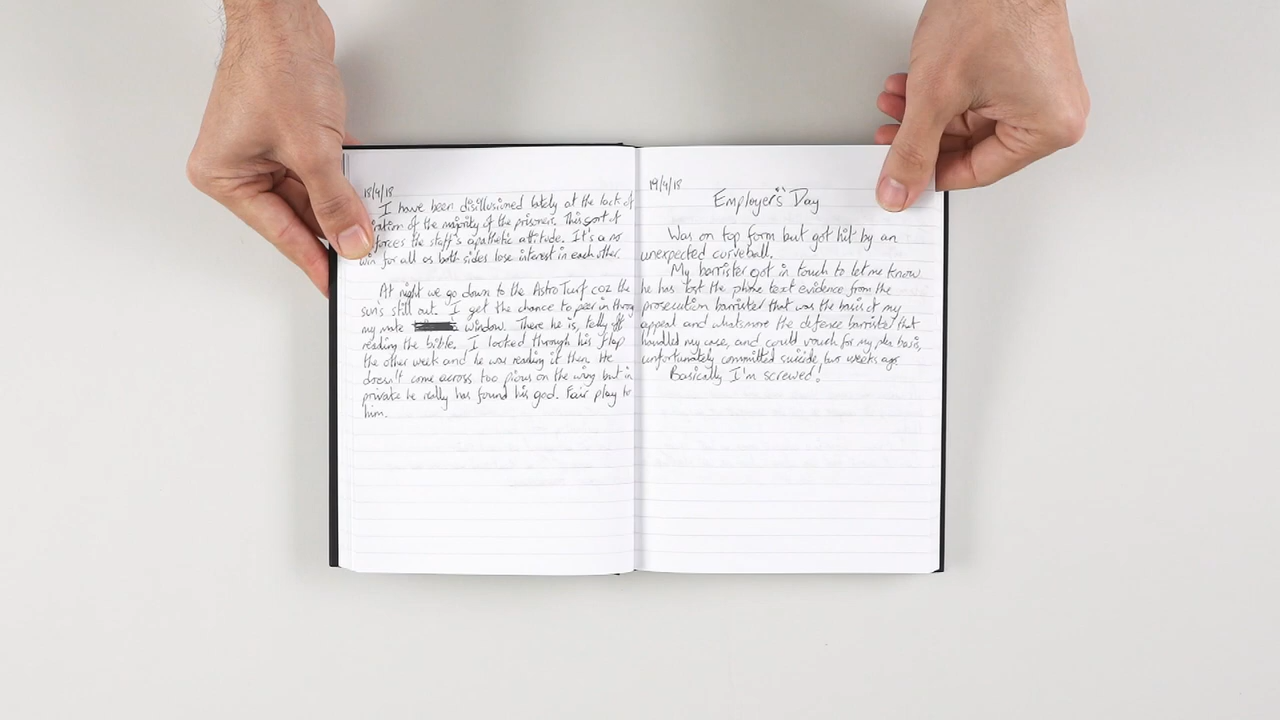 18/4/18
I have been disillusioned lately at the lack of
of the majority of the prisoners. This sort of
forces the staff's apathetic attitude. It's a no
win for all as both sides lose interest in each other.
At night we go down to the AstroTurf coz the
sun's still out. I get the chance to peer in throug
my mate window. There he is, telly off
reading the bible. I looked through his flap
the other week and he was reading it then. He
doesn't come across too pious on the wing but in
private he really has found his god. Fair play to
him.
19/4/18
Employer's Day
Was on top form but got hit by an
unexpected curveball.
My barrister got in touch to let me know
he has lost the phone text evidence from the
prosecution barrister that was the basis of my
appeal and whatsmore the defence barrister that
handled my case, and could vouch for my plea basis,
unfortunately committed suicide two weeks ago.
Basically I'm screwed!